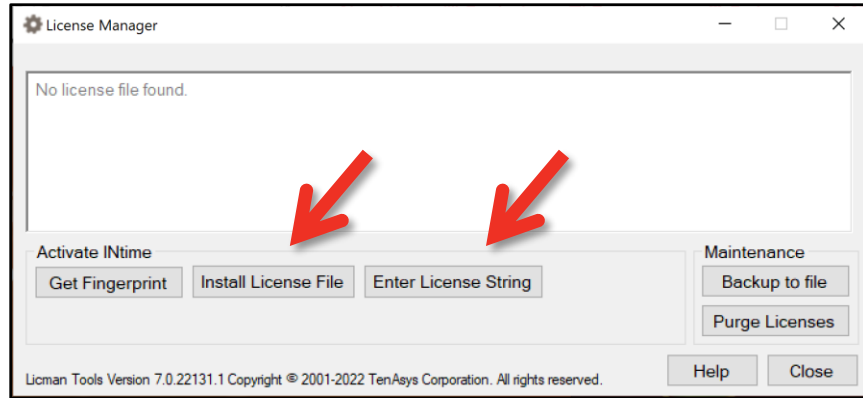 License Manager
No license file found.
Activate INtime
Get Fingerprint
Install License File
Enter License String
Maintenance
Backup to file
Purge Licenses
Licman Tools Version 7.0.22131.1 Copyright © 2001-2022 TenAsys Corporation. All rights reserved.
Help
Close